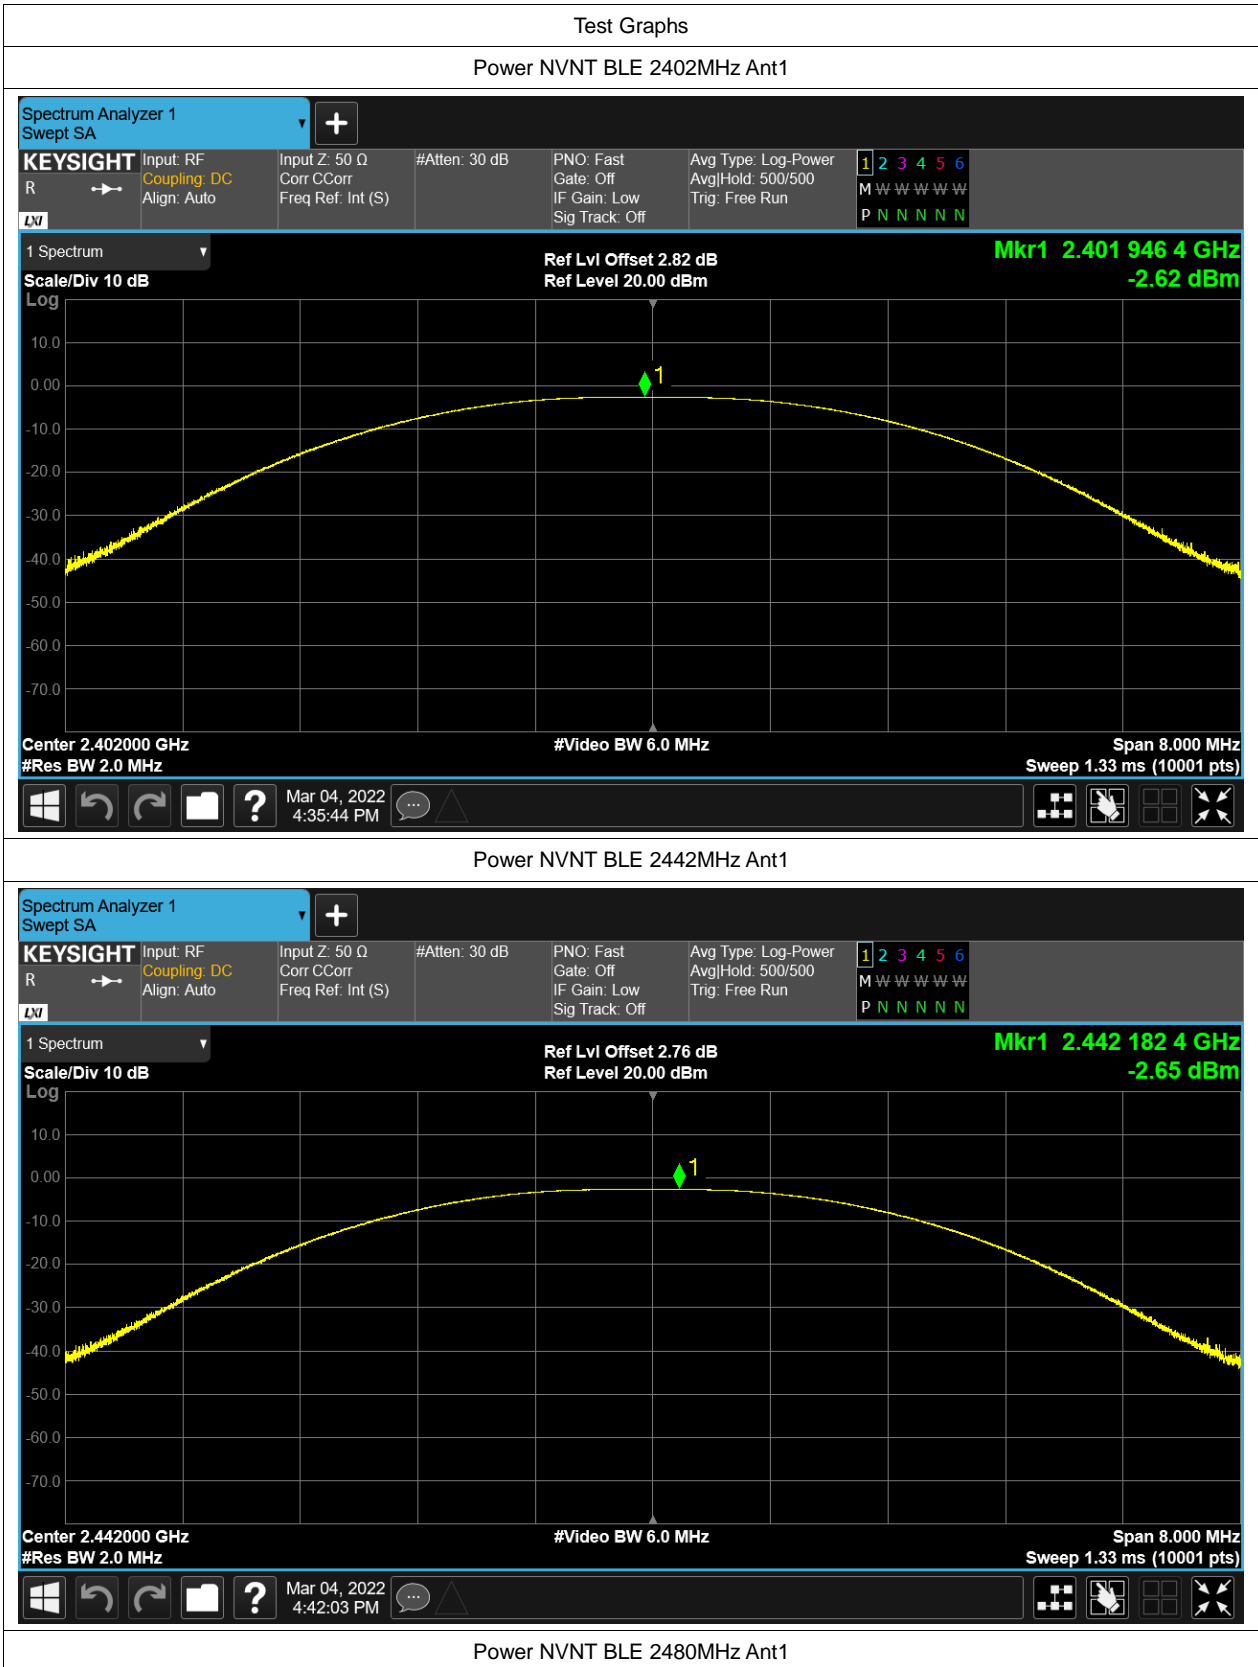 Test Graphs
Power NVNT BLE 2402MHz Ant1
Spectrum Analyzer 1
Swept SA
KEYSIGHT Input: RF Input Z: 50 Ω #Atten: 30 dB PNO: Fast Avg Type: Log-Power 1 2 3 4 5 6
R Coupling: DC Corr CCorr Gate: Off Avg|Hold: 500/500 M W W W W W
Align: Auto Freq Ref: Int (S) IF Gain: Low Trig: Free Run
LXI Sig Track: Off P N N N N N
1 Spectrum Ref Lvl Offset 2.82 dB Mkr1 2.401 946 4 GHz
Scale/Div 10 dB Ref Level 20.00 dBm -2.62 dBm
Log
10.0
1
0.00
-10.0
-20.0
-30.0
-40.0
-50.0
-60.0
-70.0
Center 2.402000 GHz #Video BW 6.0 MHz Span 8.000 MHz
#Res BW 2.0 MHz Sweep 1.33 ms (10001 pts)
? Mar 04, 2022
4:35:44 PM
Power NVNT BLE 2442MHz Ant1
Spectrum Analyzer 1
Swept SA
KEYSIGHT Input: RF Input Z: 50 Ω #Atten: 30 dB PNO: Fast Avg Type: Log-Power 1 2 3 4 5 6
R Coupling: DC Corr CCorr Gate: Off Avg|Hold: 500/500 M W W W W W
Align: Auto Freq Ref: Int (S) IF Gain: Low Trig: Free Run
LXI Sig Track: Off P N N N N N
1 Spectrum Ref Lvl Offset 2.76 dB Mkr1 2.442 182 4 GHz
Scale/Div 10 dB Ref Level 20.00 dBm -2.65 dBm
Log
10.0
1
0.00
-10.0
-20.0
-30.0
-40.0
-50.0
-60.0
-70.0
Center 2.442000 GHz #Video BW 6.0 MHz Span 8.000 MHz
#Res BW 2.0 MHz Sweep 1.33 ms (10001 pts)
? Mar 04, 2022
4:42:03 PM
Power NVNT BLE 2480MHz Ant1